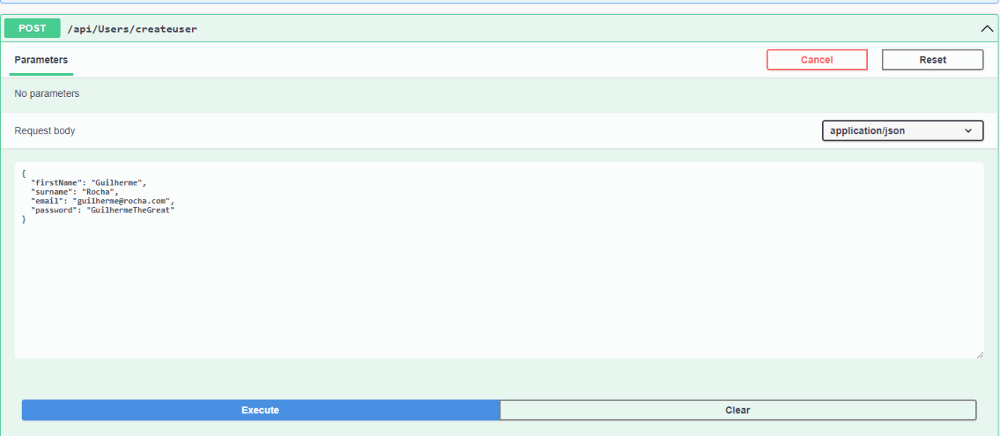 POST /api/Users/createuser
Parameters
Cancel
Reset
No parameters
Request body
application/json
{
  "firstName": "Guilherme",
  "surname": "Rocha",
  "email": "guilherme@rocha.com",
  "password": "GuilhermeTheGreat"
}
Execute
Clear